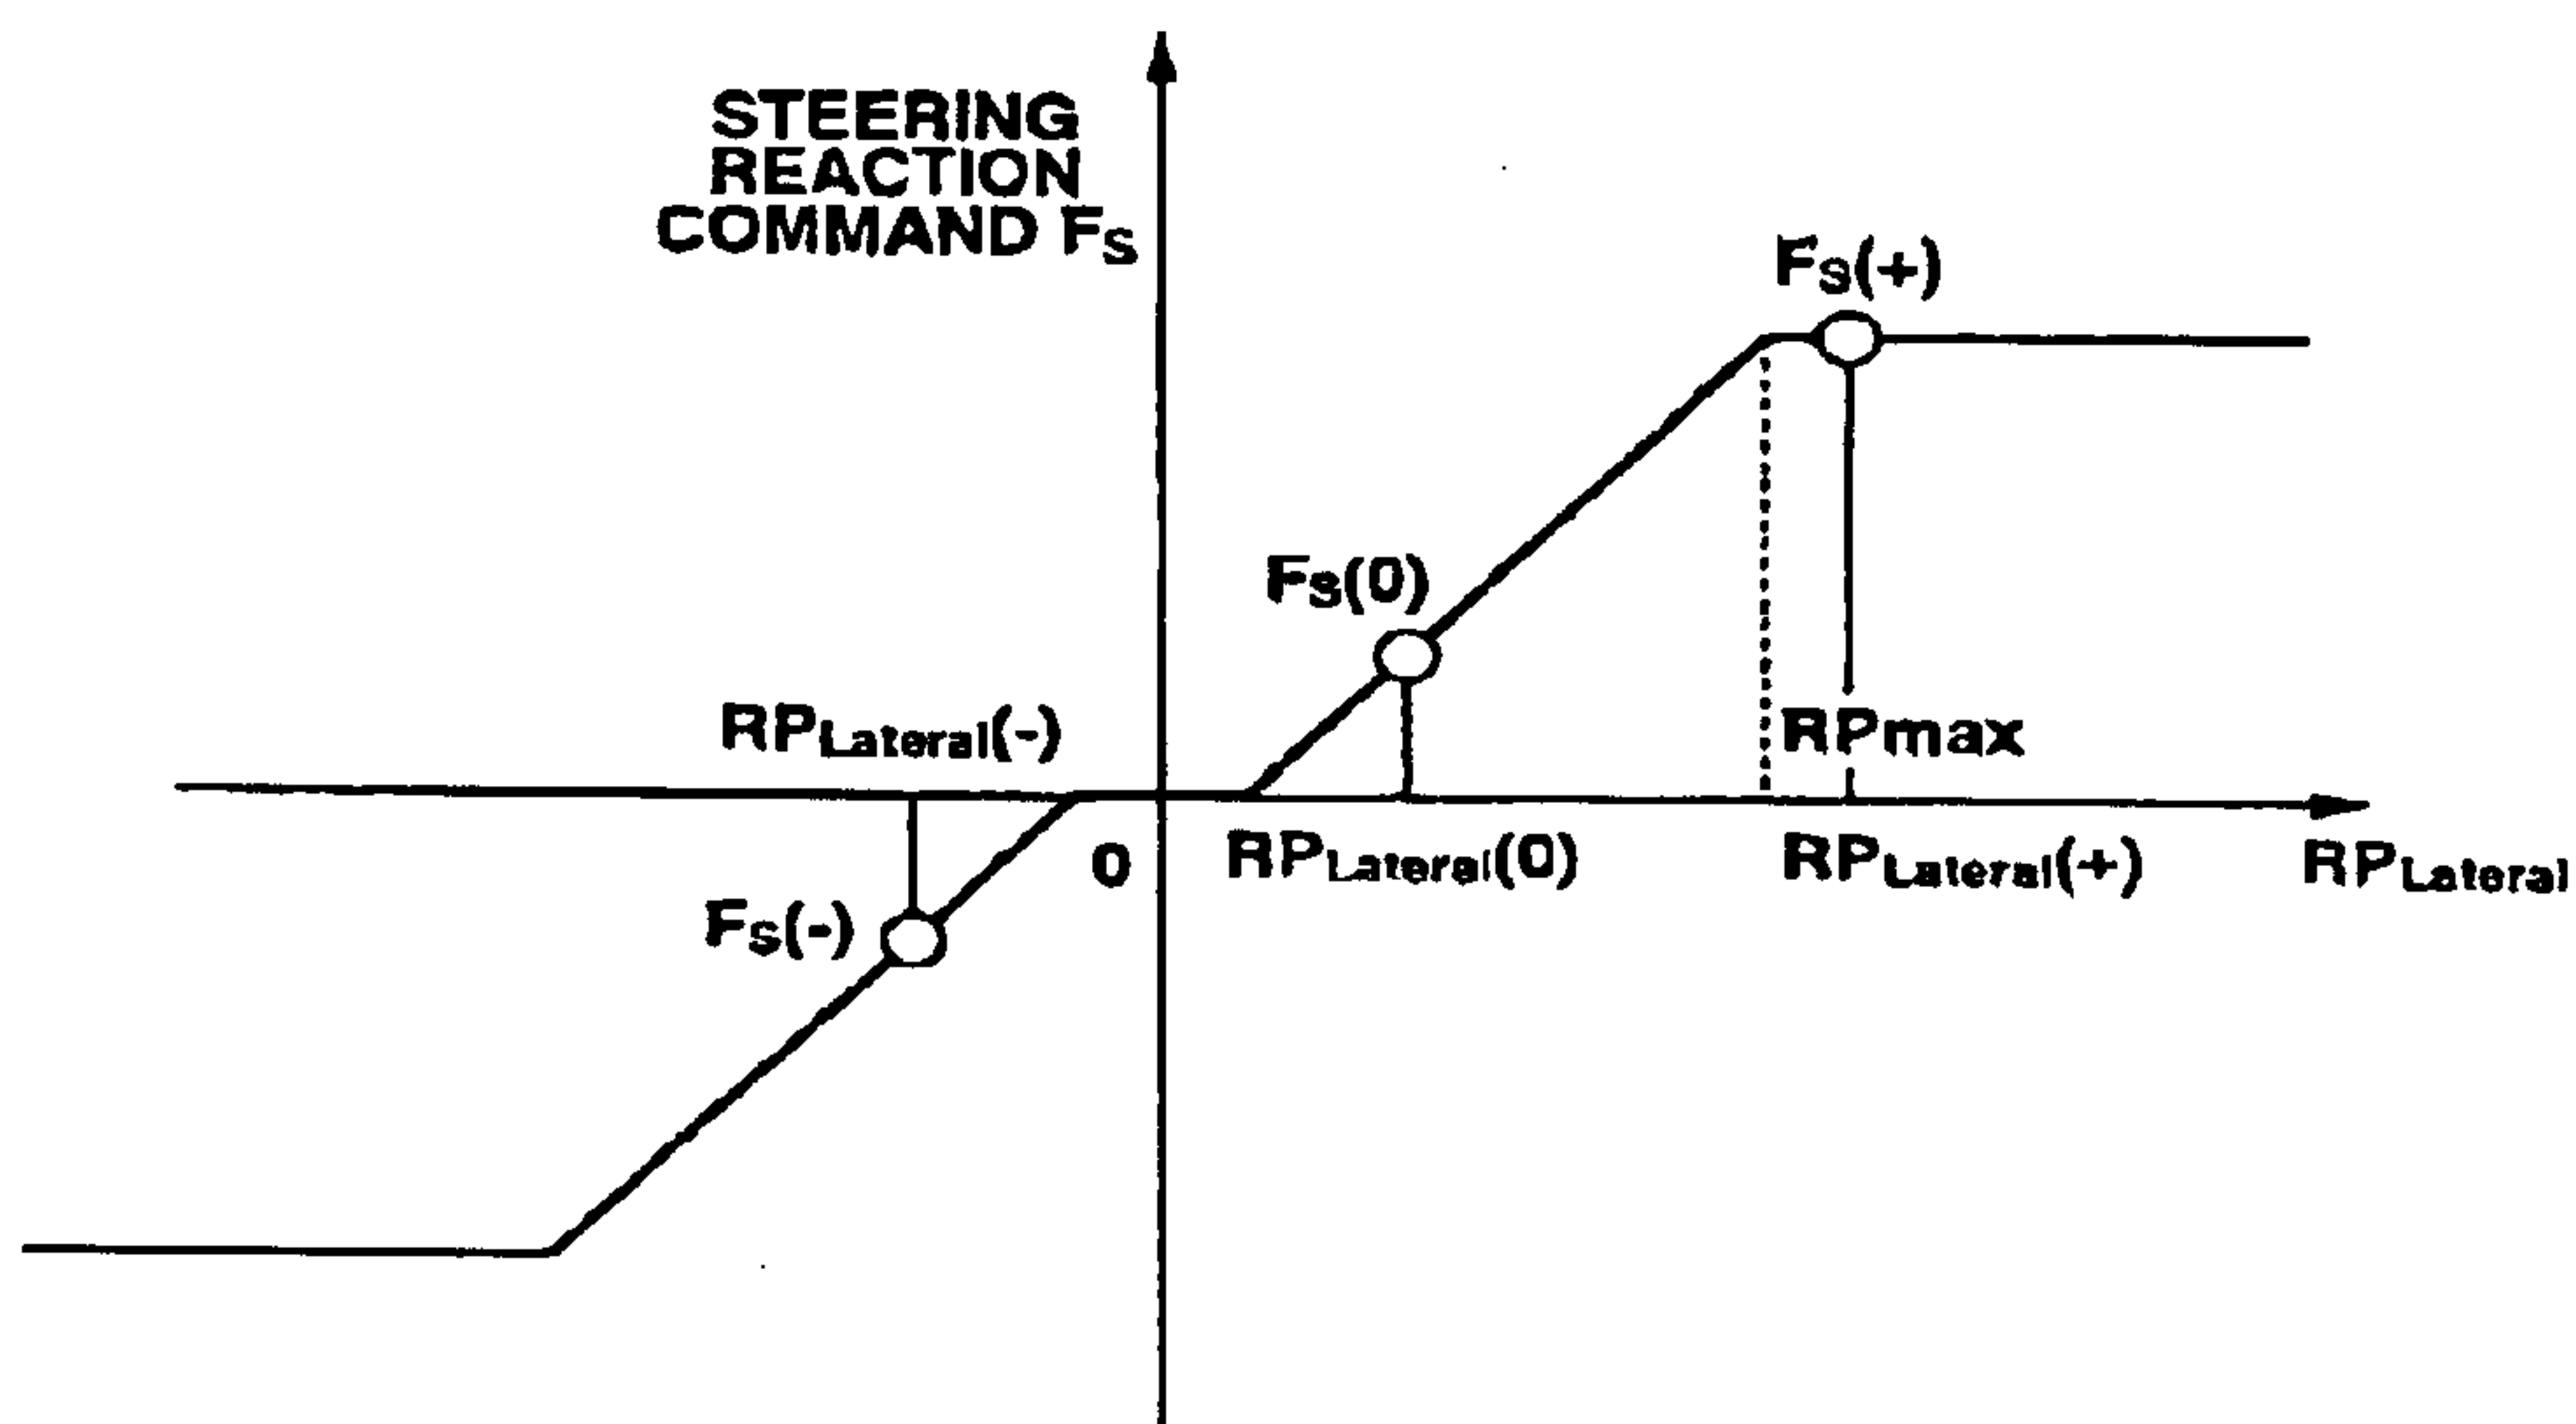 STEERING
REACTION
COMMAND FS
FS(+)
FS(0)
RPLateral(-)
RPmax
0
RPLateral(0)
RPLateral(+)
RPLateral
FS(-)